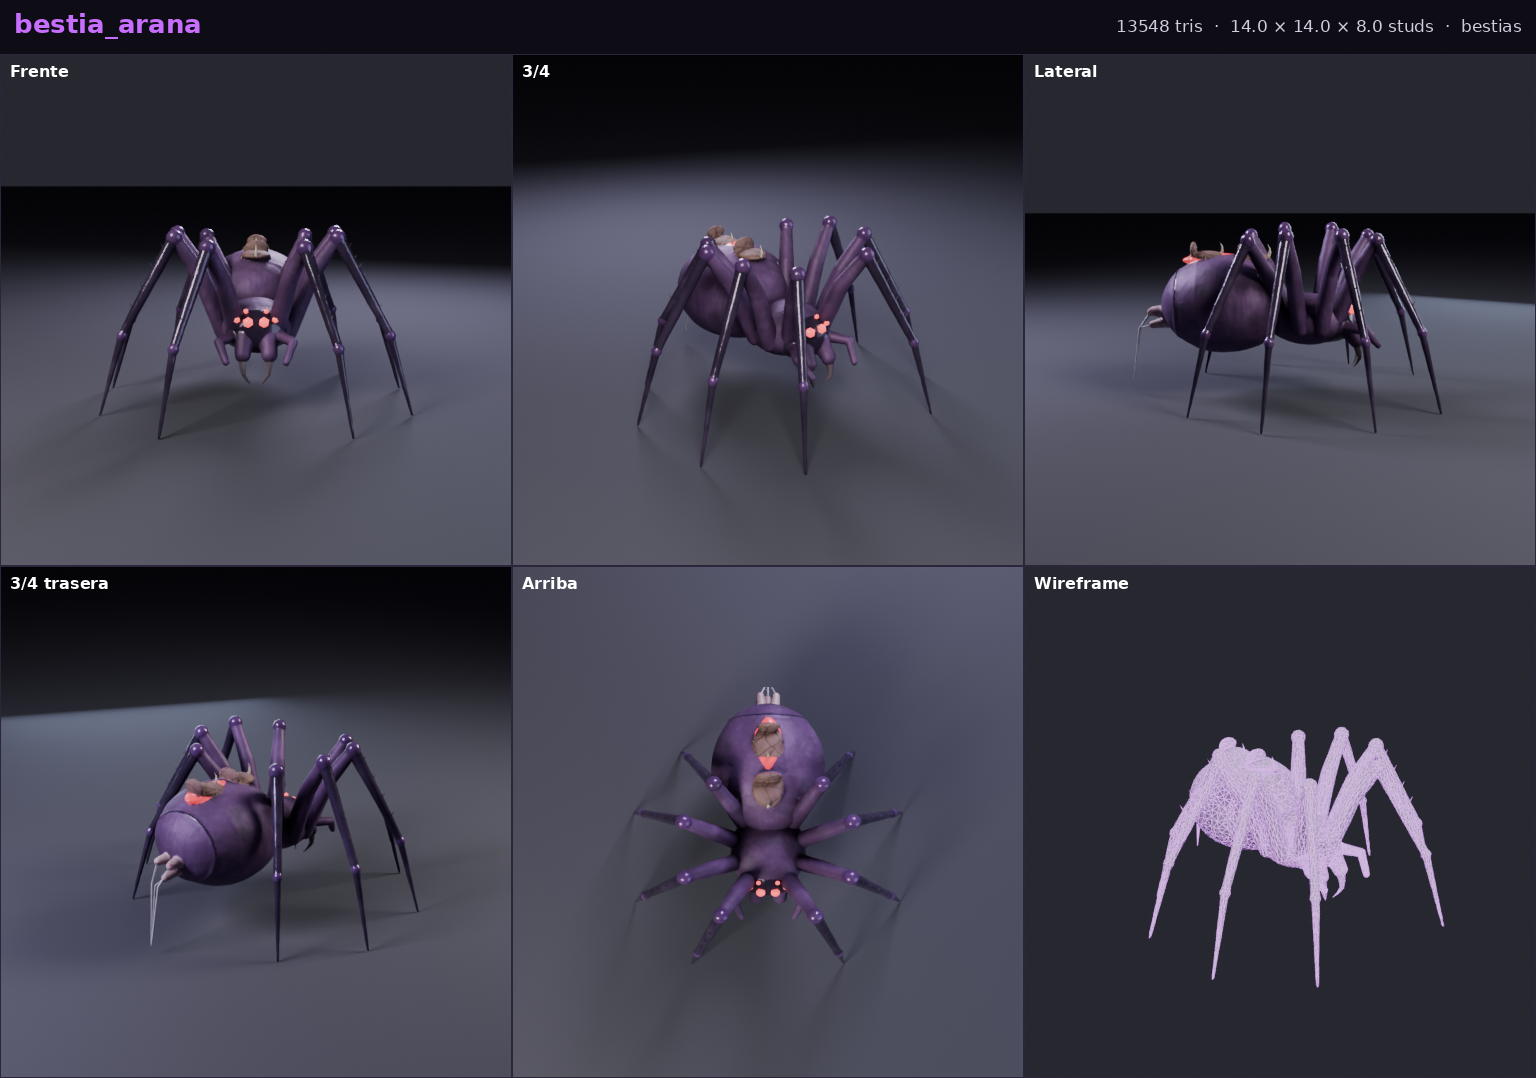 bestia_arana
13548 tris · 14.0 × 14.0 × 8.0 studs · bestias
Frente
3/4
Lateral
3/4 trasera
Arriba
Wireframe